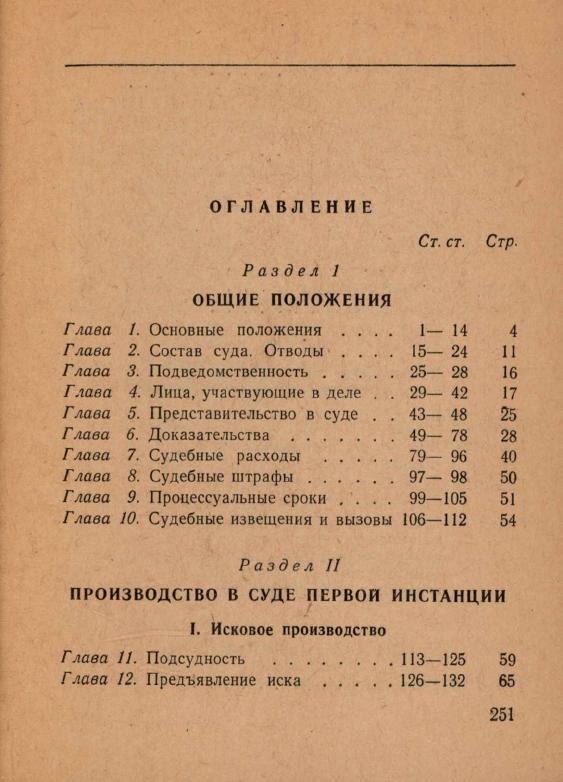 ОГЛАВЛЕНИЕ
Ст. ст. Стр.
Раздел 1
ОБЩИЕ ПОЛОЖЕНИЯ
Глава 1. Основные положения . . . . 1— 14 4
Глава 2. Состав суда. Отводы . . . . 15— 24 11
Глава 3. Подведомственность . . . . . 25— 28 16
Глава 4. Лица, участвующие в деле . . 29— 42 17
Глава 5. Представительство в суде . . 43— 48 25
Глава 6. Доказательства . . . . . . . 49— 78 28
Глава 7. Судебные расходы . . . . . 79— 96 40
Глава 8. Судебные штрафы . . . . . 97— 98 50
Глава 9. Процессуальные сроки . . . . 99—105 51
Глава 10. Судебные извещения и вызовы 106—112 54
Раздел II
ПРОИЗВОДСТВО В СУДЕ ПЕРВОЙ ИНСТАНЦИИ
I. Исковое производство
Глава 11. Подсудность . . . . . . . . 113—125 59
Глава 12. Предъявление иска . . . . . 126—132 65
251